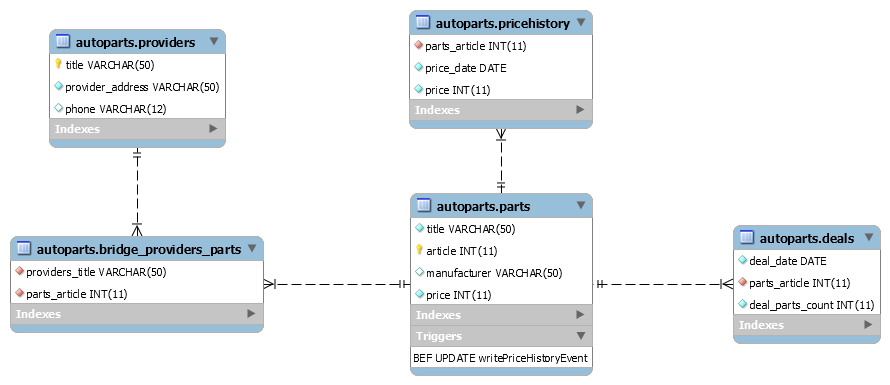 autoparts.providers
title VARCHAR(50)
provider_address VARCHAR(50)
phone VARCHAR(12)
Indexes
autoparts.pricehistory
parts_article INT(11)
price_date DATE
price INT(11)
Indexes
autoparts.bridge_providers_parts
providers_title VARCHAR(50)
parts_article INT(11)
Indexes
autoparts.parts
title VARCHAR(50)
article INT(11)
manufacturer VARCHAR(50)
price INT(11)
Indexes
Triggers
BEF UPDATE writePriceHistoryEvent
autoparts.deals
deal_date DATE
parts_article INT(11)
deal_parts_count INT(11)
Indexes